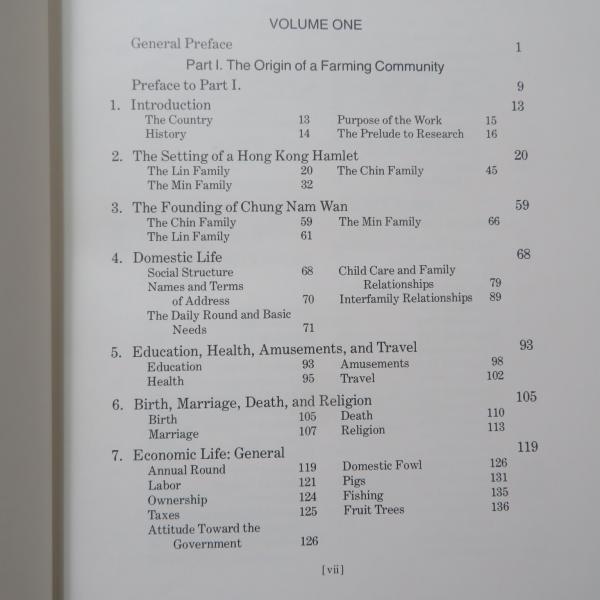 VOLUME ONE
General Preface 1
Part I. The Origin of a Farming Community
Preface to Part I. 9
1. Introduction 13
The Country 13 Purpose of the Work 15
History 14 The Prelude to Research 16
2. The Setting of a Hong Kong Hamlet 20
The Lin Family 20 The Chin Family 45
The Min Family 32
3. The Founding of Chung Nam Wan 59
The Chin Family 59 The Min Family 66
The Lin Family 61
4. Domestic Life 68
Social Structure 68 Child Care and Family
Names and Terms Relationships 79
of Address 70 Interfamily Relationships 89
The Daily Round and Basic
Needs 71
5. Education, Health, Amusements, and Travel 93
Education 93 Amusements 98
Health 95 Travel 102
6. Birth, Marriage, Death, and Religion 105
Birth 105 Death 110
Marriage 107 Religion 113
7. Economic Life: General 119
Annual Round 119 Domestic Fowl 126
Labor 121 Pigs 131
Ownership 124 Fishing 135
Taxes 125 Fruit Trees 136
Attitude Toward the
Government 126
[vii]